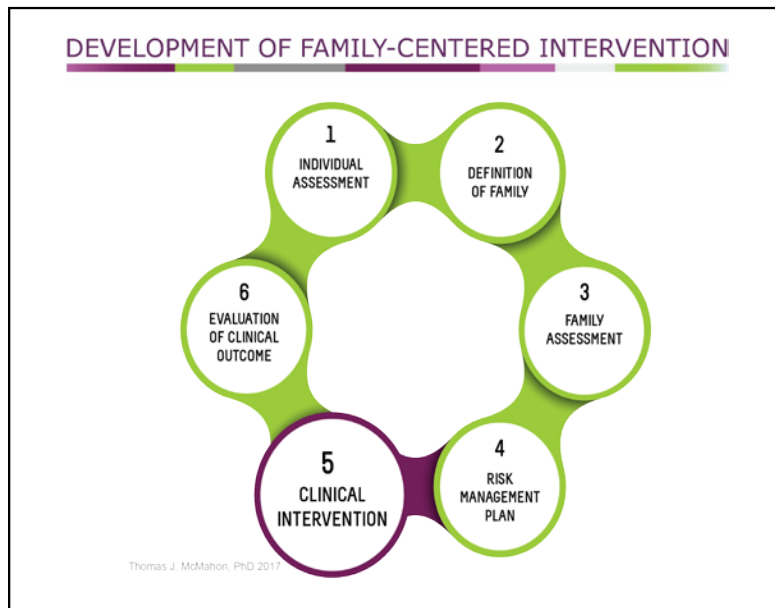 DEVELOPMENT OF FAMILY-CENTERED INTERVENTION
1
INDIVIDUAL
ASSESSMENT
2
DEFINITION
OF FAMILY
3
FAMILY
ASSESSMENT
4
RISK
MANAGEMENT
PLAN
5
CLINICAL
INTERVENTION
6
EVALUATION
OF CLINICAL
OUTCOME
Thomas J. McMahon, PhD 2017